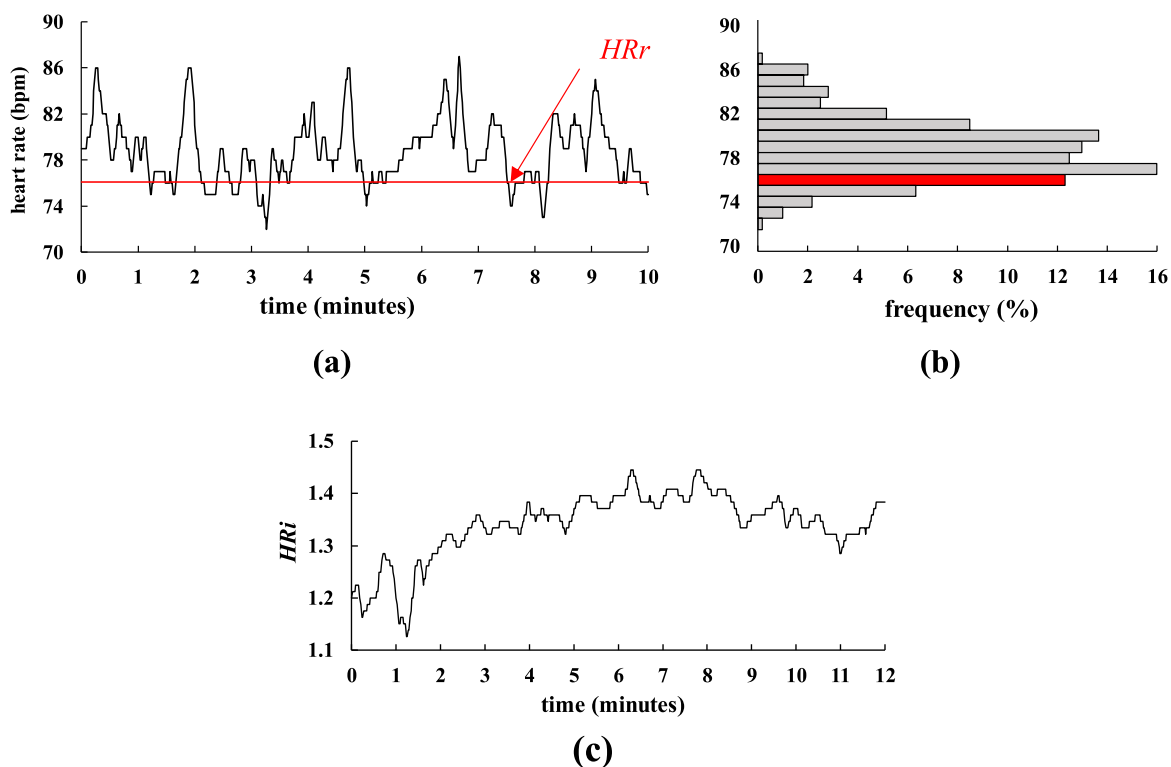 90
86
82
78
74
70
heart rate (bpm)
HRr
0 1 2 3 4 5 6 7 8 9 10
time (minutes)
(a)
90
86
82
78
74
70
0 2 4 6 8 10 12 14 16
frequency (%)
(b)
1.5
1.4
1.3
1.2
1.1
HRi
0 1 2 3 4 5 6 7 8 9 10 11 12
time (minutes)
(c)